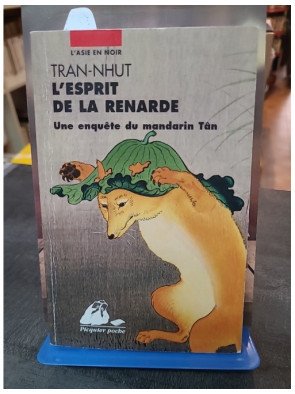 L'ASIE EN NOIR
TRAN-NHUT
L'ESPRIT
DE LA RENARDE
Une enquête du mandarin Tân
Picquier poche